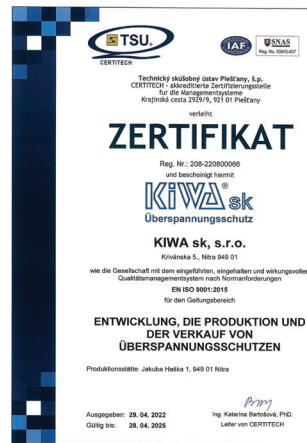 TSU
CERTITECH
IAF
SNAS
Reg. No. 009/Q-007
Technický skúšobný ústav Piešťany, š.p.
CERTITECH - akkreditierte Zertifizierungsstelle
für die Managementsysteme
Krajinská cesta 2929/9, 921 01 Piešťany
verleiht
ZERTIFIKAT
Reg. Nr.: 208-220800066
und bescheinigt hiermit
KIWA® sk
Überspannungsschutz
KIWA sk, s.r.o.
Krivánska 5,, Nitra 949 01
wie die Gesellschaft mit dem eingeführten, eingehalten und wirkungsvollen
Qualitätsmanagementsystem nach Normanforderungen
EN ISO 9001:2015
für den Geltungsbereich
ENTWICKLUNG, DIE PRODUKTION UND
DER VERKAUF VON
ÜBERSPANNUNGSSCHUTZEN
Produktionsstätte: Jakuba Haška 1, 949 01 Nitra
Ausgegeben: 29. 04. 2022
Gültig bis: 28. 04. 2025
Ing. Katarína Bartošová, PhD.
Leiter von CERTITECH